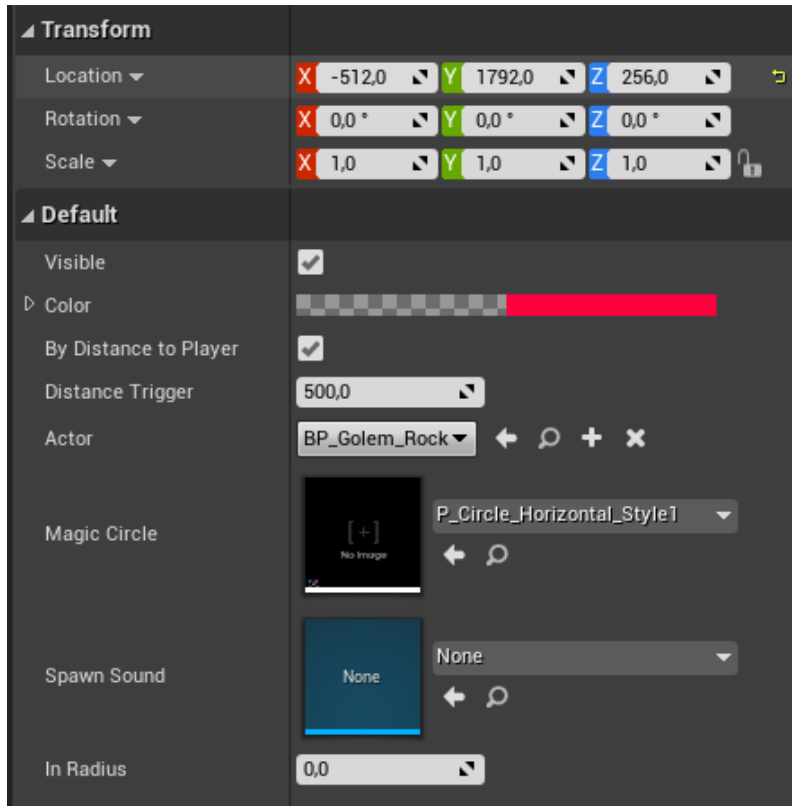 Transform
Location X -512,0 Y 1792,0 Z 256,0
Rotation X 0,0 ° Y 0,0 ° Z 0,0 °
Scale X 1,0 Y 1,0 Z 1,0
Default
Visible
Color
By Distance to Player
Distance Trigger 500,0
Actor BP_Golem_Rock
Magic Circle [+] No Image P_Circle_Horizontal_Style1
Spawn Sound None None
In Radius 0,0